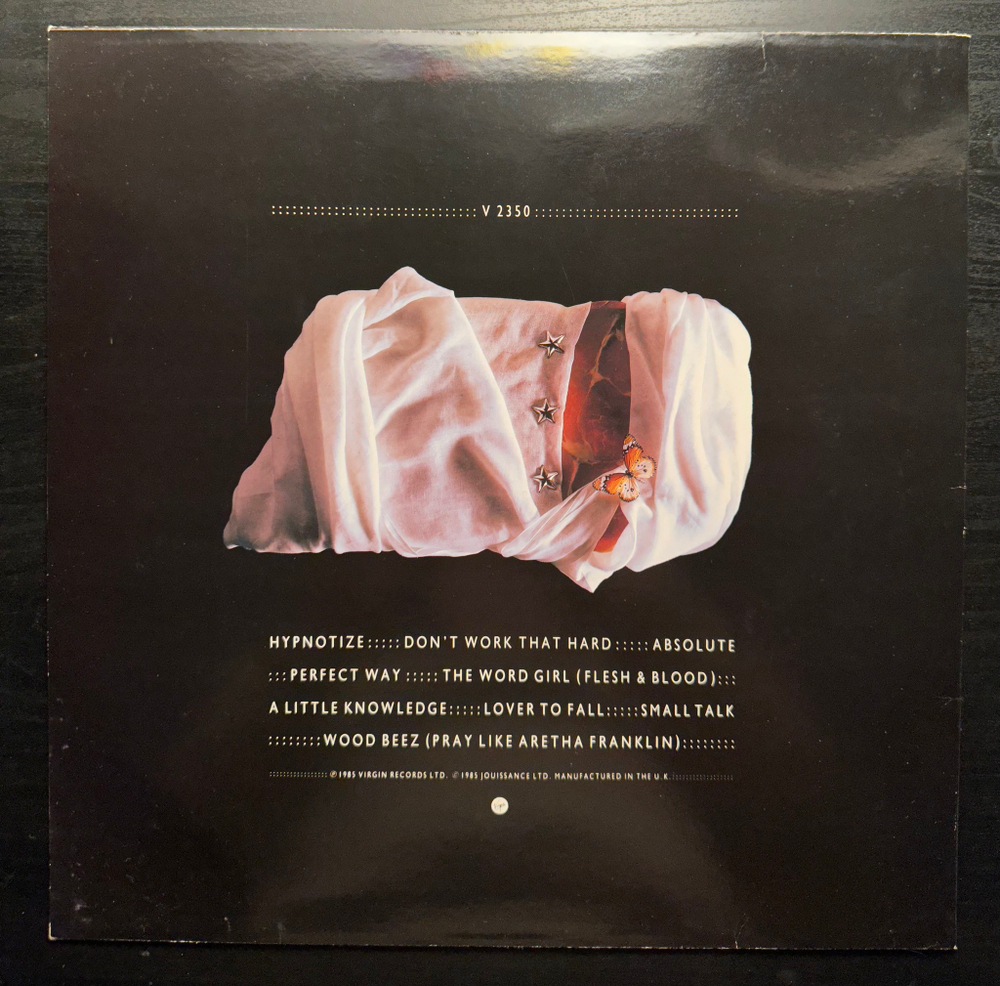 :::::::::::::::::::::::::::::: V 2350 ::::::::::::::::::::::::::::::
HYPNOTIZE ::::: DON'T WORK THAT HARD ::::: ABSOLUTE
::: PERFECT WAY ::::: THE WORD GIRL (FLESH & BLOOD) :::
A LITTLE KNOWLEDGE ::::: LOVER TO FALL ::::: SMALL TALK
:::::::: WOOD BEEZ (PRAY LIKE ARETHA FRANKLIN) ::::::::
:::::::::::::::: ℗ 1985 VIRGIN RECORDS LTD. © 1985 JOUISSANCE LTD. MANUFACTURED IN THE U.K. ::::::::::::::::